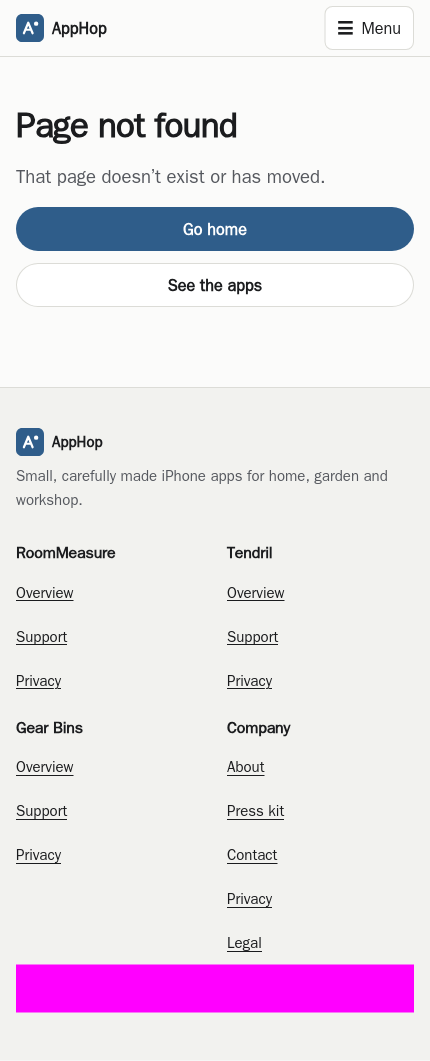 AppHop
Menu
Page not found
That page doesn’t exist or has moved.
Go home
See the apps
AppHop
Small, carefully made iPhone apps for home, garden and
workshop.
RoomMeasure
Overview
Support
Privacy
Tendril
Overview
Support
Privacy
Gear Bins
Overview
Support
Privacy
Company
About
Press kit
Contact
Privacy
Legal